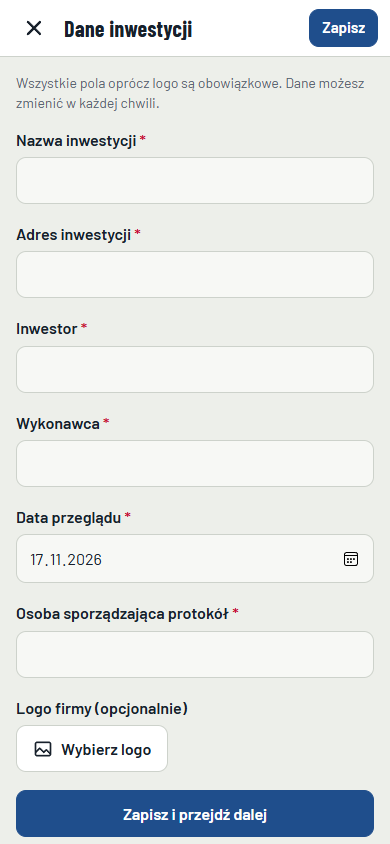 Dane inwestycji
Zapisz
Wszystkie pola oprócz logo są obowiązkowe. Dane możesz
zmienić w każdej chwili.
Nazwa inwestycji *
Adres inwestycji *
Inwestor *
Wykonawca *
Data przeglądu *
17.11.2026
Osoba sporządzająca protokół *
Logo firmy (opcjonalnie)
Wybierz logo
Zapisz i przejdź dalej